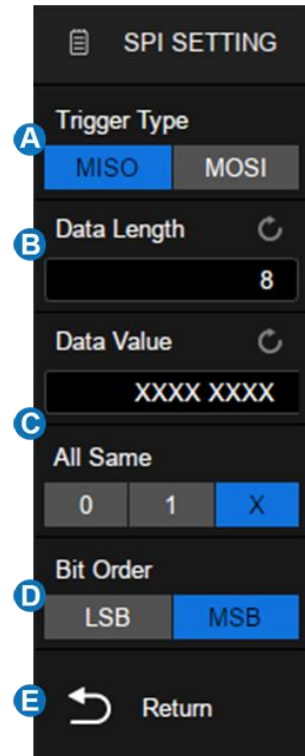 SPI SETTING
Trigger Type
A
MISO MOSI
B
Data Length
8
Data Value
XXXX XXXX
C
All Same
0 1 X
Bit Order
D
LSB MSB
E
Return